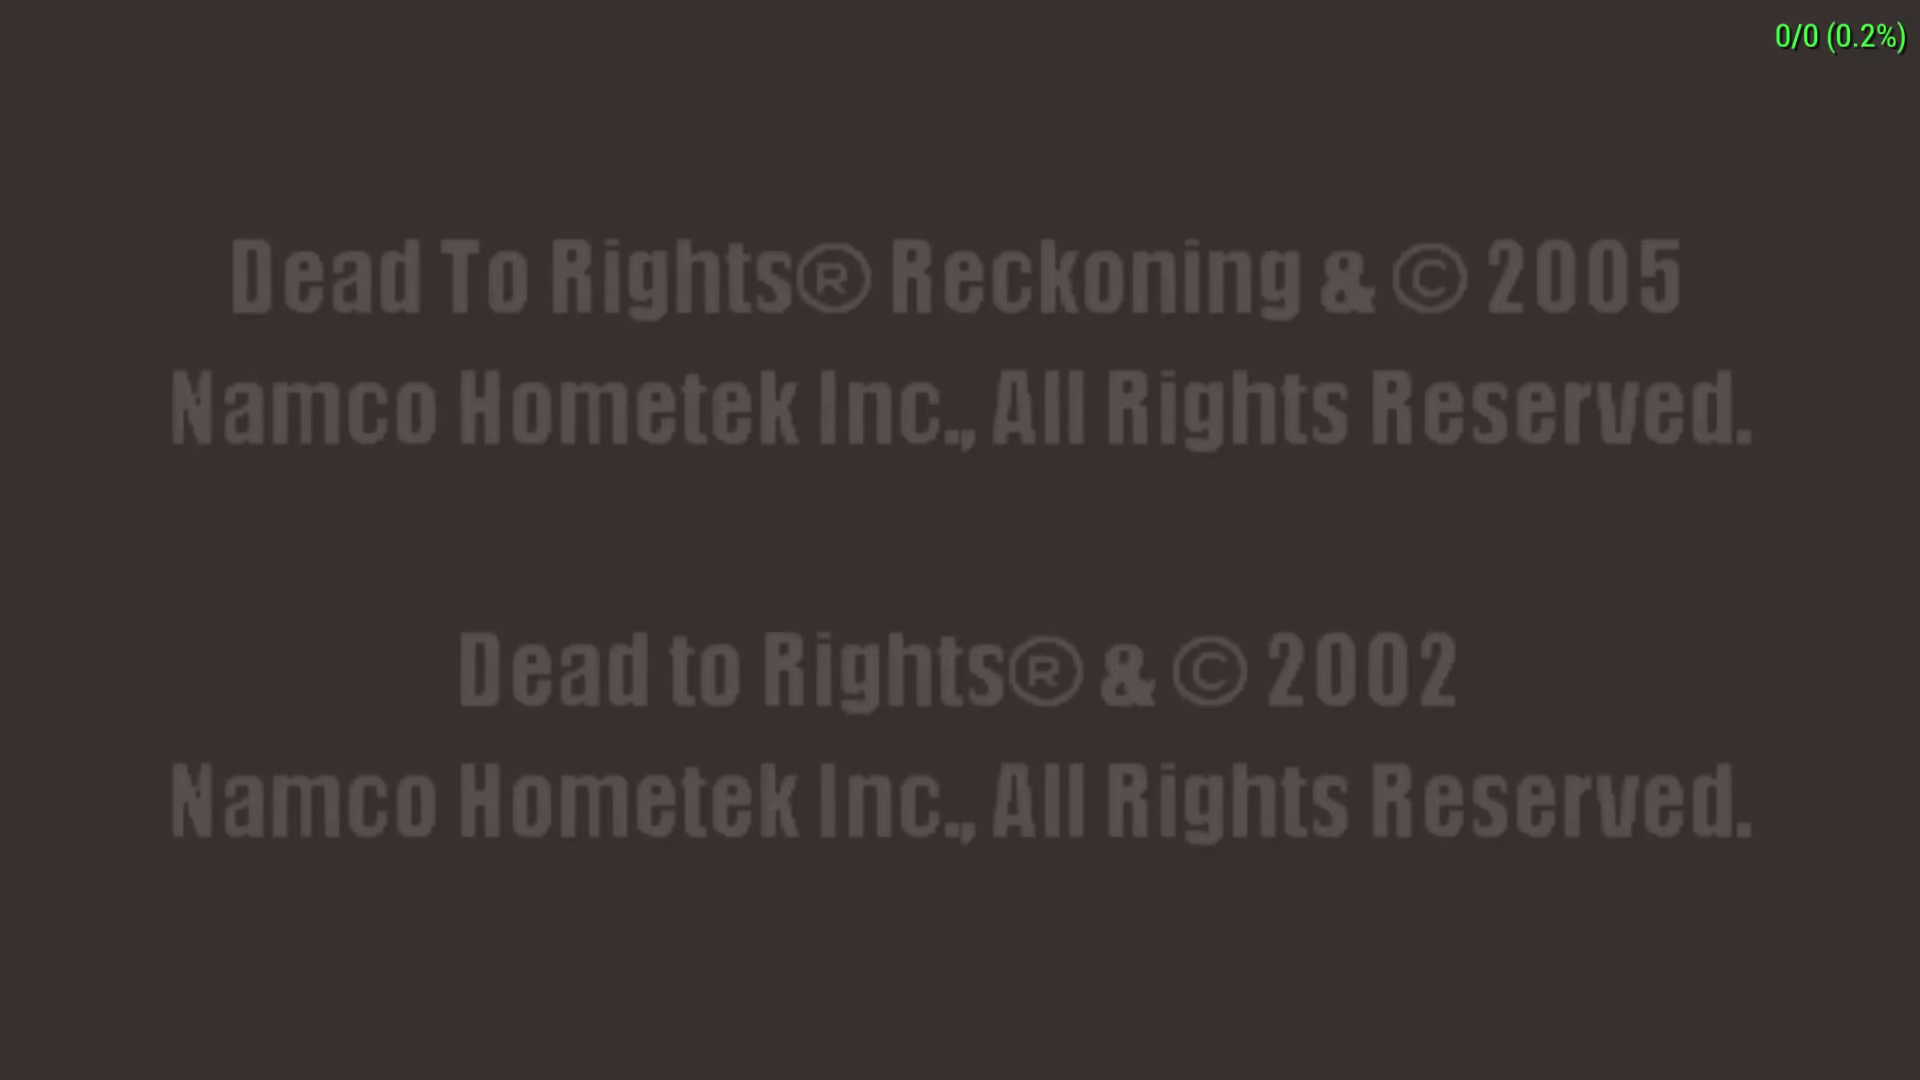 0/0 (0.2%)
Dead To Rights® Reckoning & © 2005
Namco Hometek Inc., All Rights Reserved.
Dead to Rights® & © 2002
Namco Hometek Inc., All Rights Reserved.